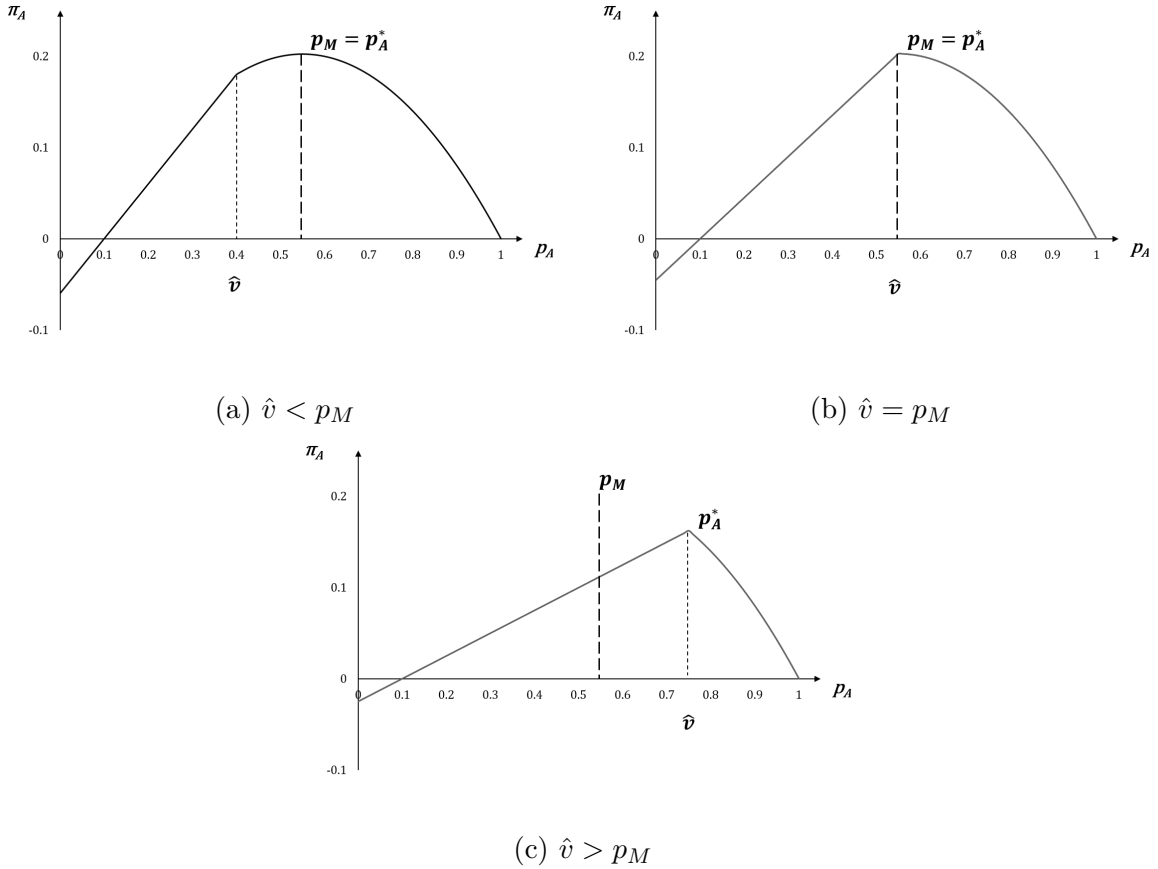 π_A
0.2
0.1
0
-0.1
p_M = p_A^*
0 0.1 0.2 0.3 0.4 0.5 0.6 0.7 0.8 0.9 1
p_A
v̂
(a) v̂ < p_M
π_A
0.2
0.1
0
-0.1
p_M = p_A^*
0 0.1 0.2 0.3 0.4 0.5 0.6 0.7 0.8 0.9 1
p_A
v̂
(b) v̂ = p_M
π_A
0.2
0.1
0
-0.1
p_M
p_A^*
0 0.1 0.2 0.3 0.4 0.5 0.6 0.7 0.8 0.9 1
p_A
v̂
(c) v̂ > p_M